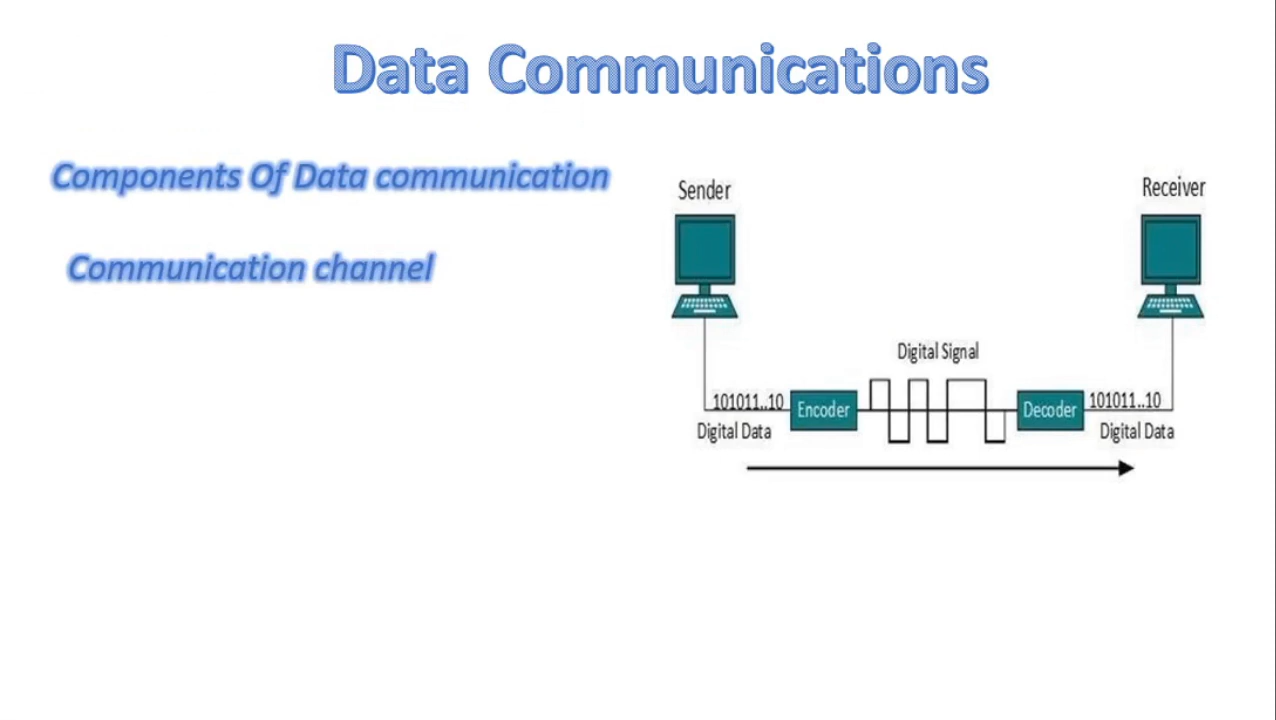 Data Communications
Components Of Data communication
Communication channel
Sender
Receiver
Digital Signal
101011..10
Encoder
Decoder
101011..10
Digital Data
Digital Data